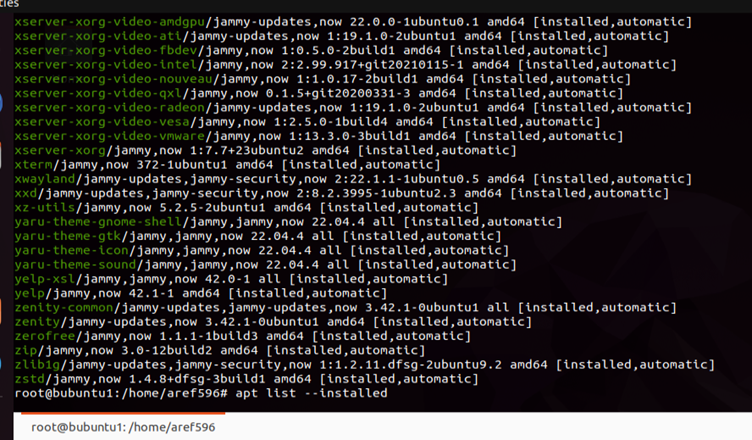 ties
xserver-xorg-video-amdgpu/jammy-updates,now 22.0.0-1ubuntu0.1 amd64 [installed,automatic]
xserver-xorg-video-ati/jammy-updates,now 1:19.1.0-2ubuntu1 amd64 [installed,automatic]
xserver-xorg-video-fbdev/jammy,now 1:0.5.0-2build1 amd64 [installed,automatic]
xserver-xorg-video-intel/jammy,now 2:2.99.917+git20210115-1 amd64 [installed,automatic]
xserver-xorg-video-nouveau/jammy,now 1:1.0.17-2build1 amd64 [installed,automatic]
xserver-xorg-video-qxl/jammy,now 0.1.5+git20200331-3 amd64 [installed,automatic]
xserver-xorg-video-radeon/jammy-updates,now 1:19.1.0-2ubuntu1 amd64 [installed,automatic]
xserver-xorg-video-vesa/jammy,now 1:2.5.0-1build4 amd64 [installed,automatic]
xserver-xorg-video-vmware/jammy,now 1:13.3.0-3build1 amd64 [installed,automatic]
xserver-xorg/jammy,now 1:7.7+23ubuntu2 amd64 [installed,automatic]
xterm/jammy,now 372-1ubuntu1 amd64 [installed,automatic]
xwayland/jammy-updates,jammy-security,now 2:22.1.1-1ubuntu0.5 amd64 [installed,automatic]
xxd/jammy-updates,jammy-security,now 2:8.2.3995-1ubuntu2.3 amd64 [installed,automatic]
xz-utils/jammy,now 5.2.5-2ubuntu1 amd64 [installed,automatic]
yaru-theme-gnome-shell/jammy,jammy,now 22.04.4 all [installed,automatic]
yaru-theme-gtk/jammy,jammy,now 22.04.4 all [installed,automatic]
yaru-theme-icon/jammy,jammy,now 22.04.4 all [installed,automatic]
yaru-theme-sound/jammy,jammy,now 22.04.4 all [installed,automatic]
yelp-xsl/jammy,jammy,now 42.0-1 all [installed,automatic]
yelp/jammy,now 42.1-1 amd64 [installed,automatic]
zenity-common/jammy-updates,jammy-updates,now 3.42.1-0ubuntu1 all [installed,automatic]
zenity/jammy-updates,now 3.42.1-0ubuntu1 amd64 [installed,automatic]
zerofree/jammy,now 1.1.1-1build3 amd64 [installed,automatic]
zip/jammy,now 3.0-12build2 amd64 [installed,automatic]
zlib1g/jammy-updates,jammy-security,now 1:1.2.11.dfsg-2ubuntu9.2 amd64 [installed,automatic]
zstd/jammy,now 1.4.8+dfsg-3build1 amd64 [installed,automatic]
root@bubuntu1:/home/aref596# apt list --installed
root@bubuntu1: /home/aref596